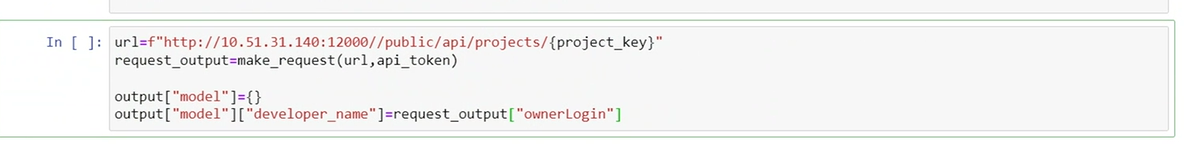 In [ ]: url=f"http://10.51.31.140:12000//public/api/projects/{project_key}"
request_output=make_request(url,api_token)
output["model"]={}
output["model"]["developer_name"]=request_output["ownerLogin"]